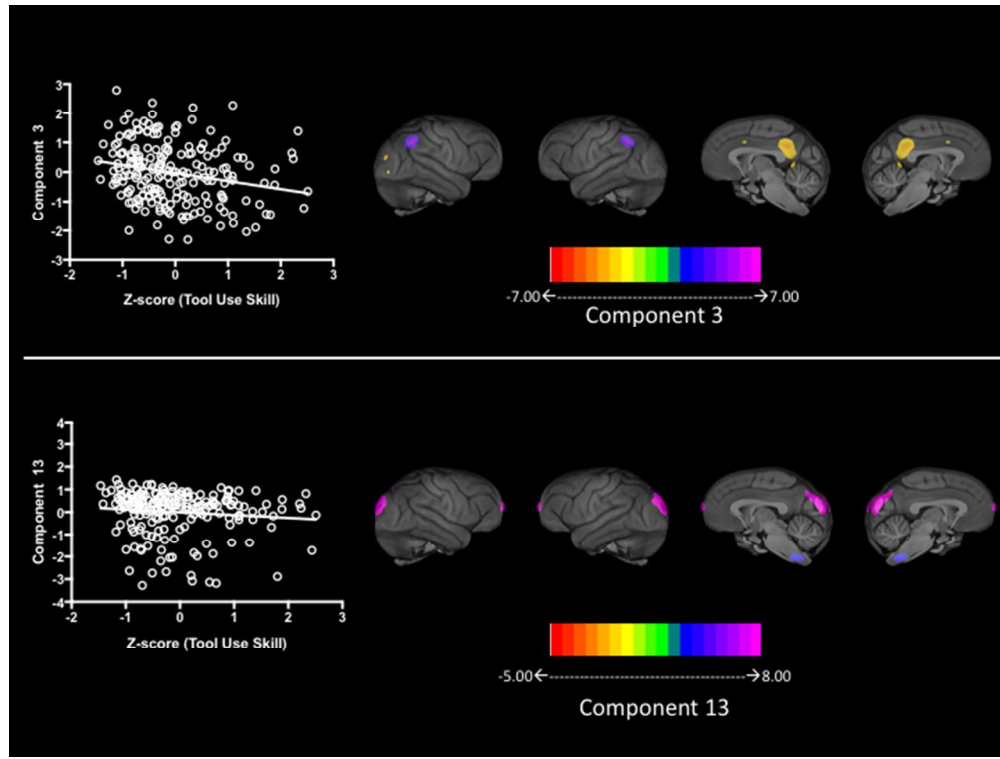 3
2
1
0
-1
-2
-3
Component 3
-2 -1 0 1 2 3
Z-score (Tool Use Skill)
-7.00 7.00
Component 3
4
3
2
1
0
-1
-2
-3
-4
Component 13
-2 -1 0 1 2 3
Z-score (Tool Use Skill)
-5.00 8.00
Component 13